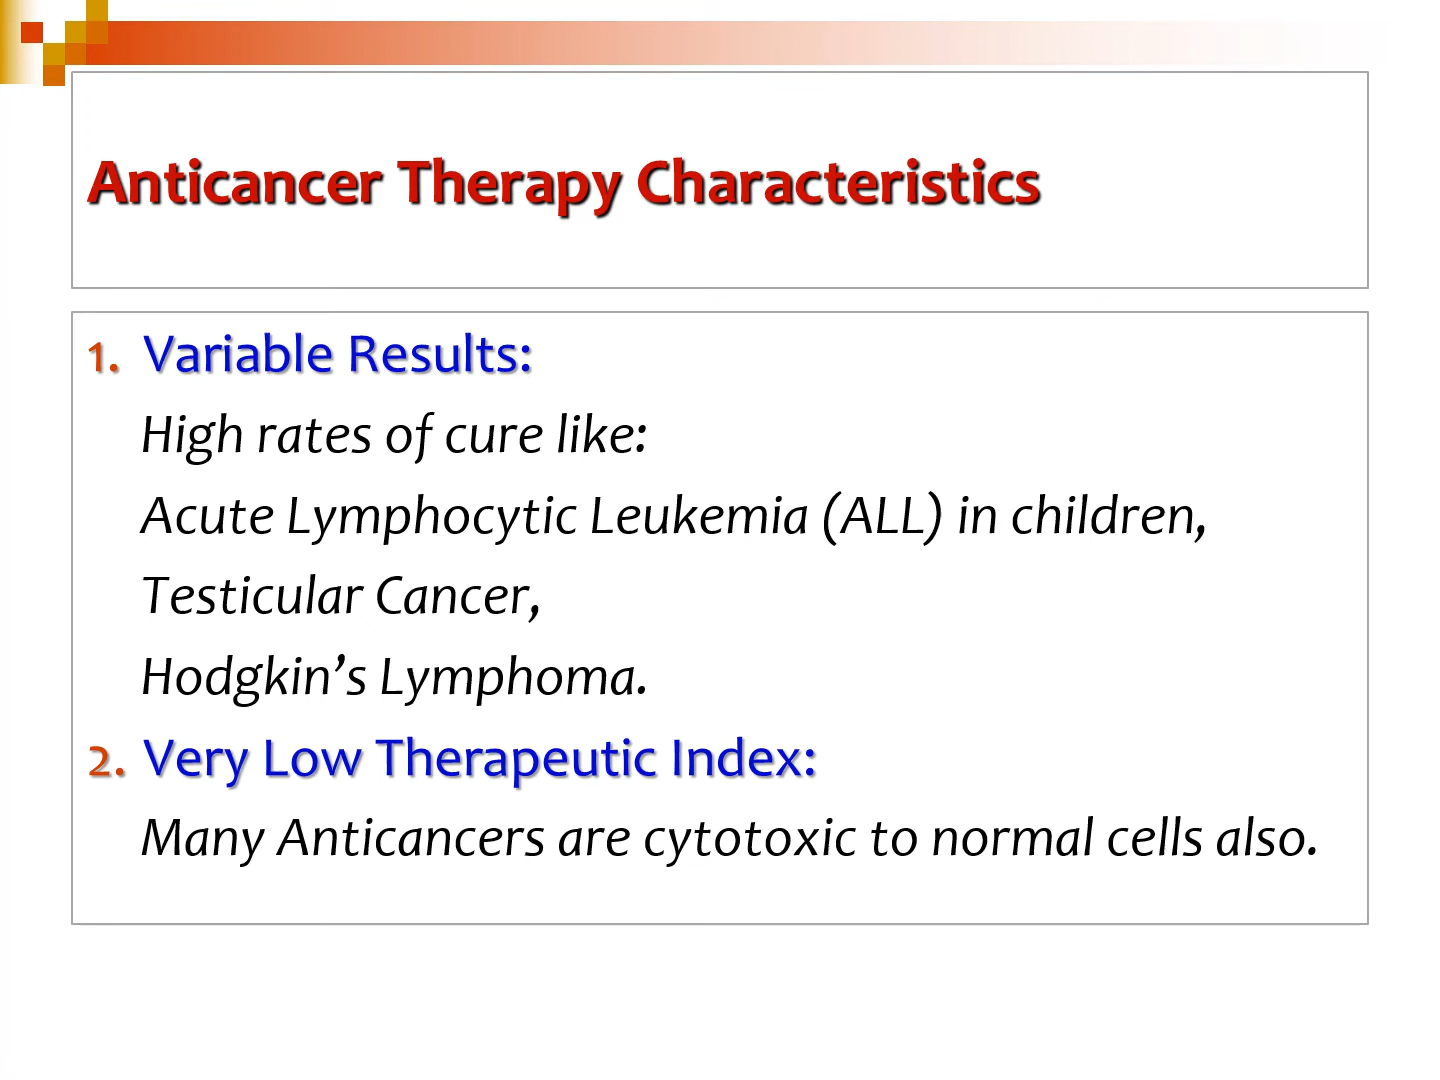 Anticancer Therapy Characteristics
1. Variable Results:
High rates of cure like:
Acute Lymphocytic Leukemia (ALL) in children,
Testicular Cancer,
Hodgkin’s Lymphoma.
2. Very Low Therapeutic Index:
Many Anticancers are cytotoxic to normal cells also.